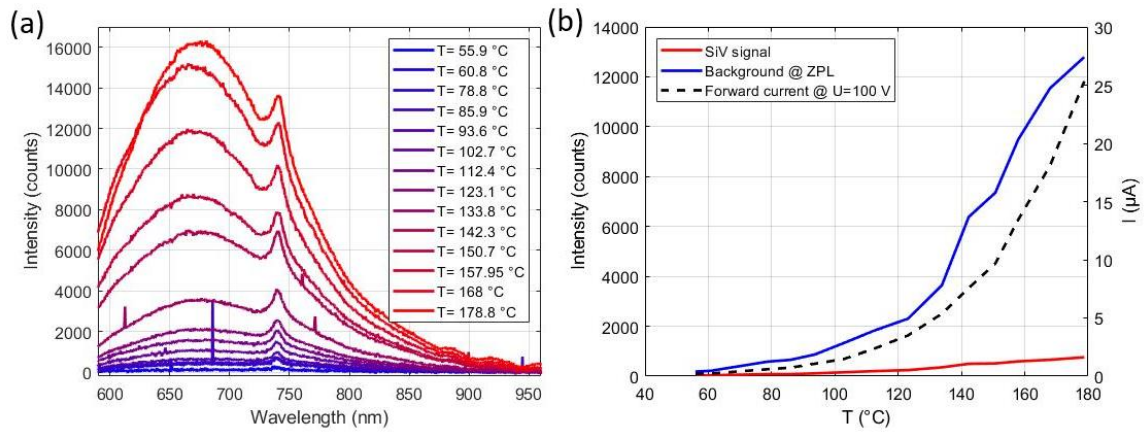 (a)
16000
14000
12000
10000
8000
6000
4000
2000
0
Intensity (counts)
600 650 700 750 800 850 900 950
Wavelength (nm)
T= 55.9 °C
T= 60.8 °C
T= 78.8 °C
T= 85.9 °C
T= 93.6 °C
T= 102.7 °C
T= 112.4 °C
T= 123.1 °C
T= 133.8 °C
T= 142.3 °C
T= 150.7 °C
T= 157.95 °C
T= 168 °C
T= 178.8 °C
(b)
14000
12000
10000
8000
6000
4000
2000
0
Intensity (counts)
40 60 80 100 120 140 160 180
T (°C)
SiV signal
Background @ ZPL
Forward current @ U=100 V
30
25
20
15
10
5
0
I (μA)